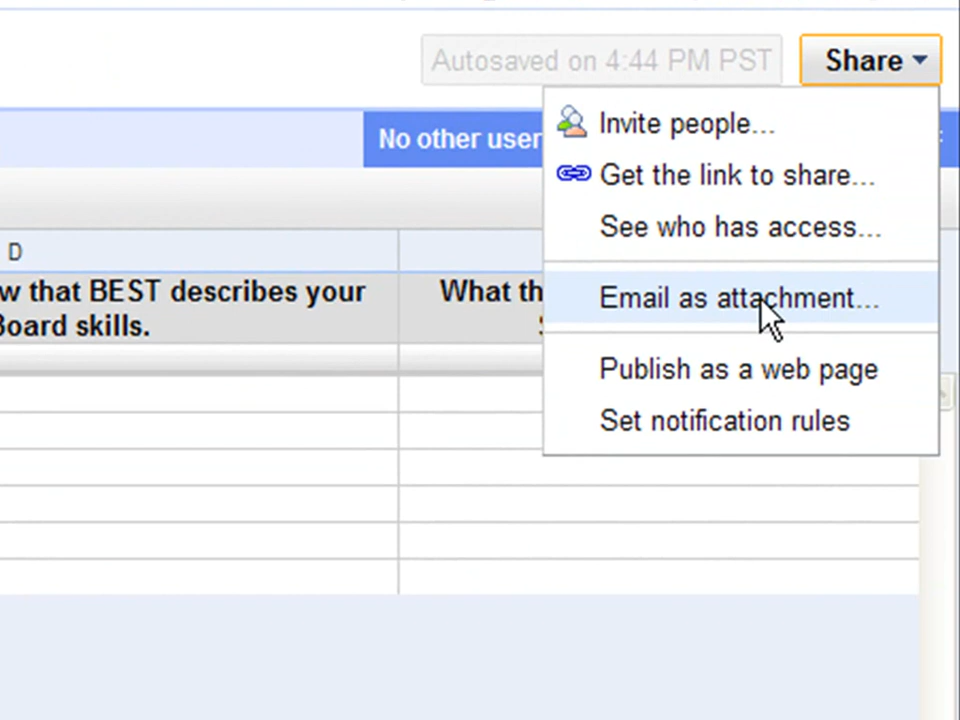 Autosaved on 4:44 PM PST
Share
Invite people...
No other user
Get the link to share...
See who has access...
D
w that BEST describes your
What th
Email as attachment...
Board skills.
Publish as a web page
Set notification rules